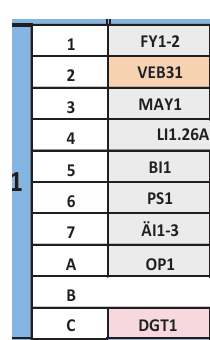 1 FY1-2
2 VEB31
3 MAY1
4 LI1.26A
5 BI1
1
6 PS1
7 ÄI1-3
A OP1
B
C DGT1